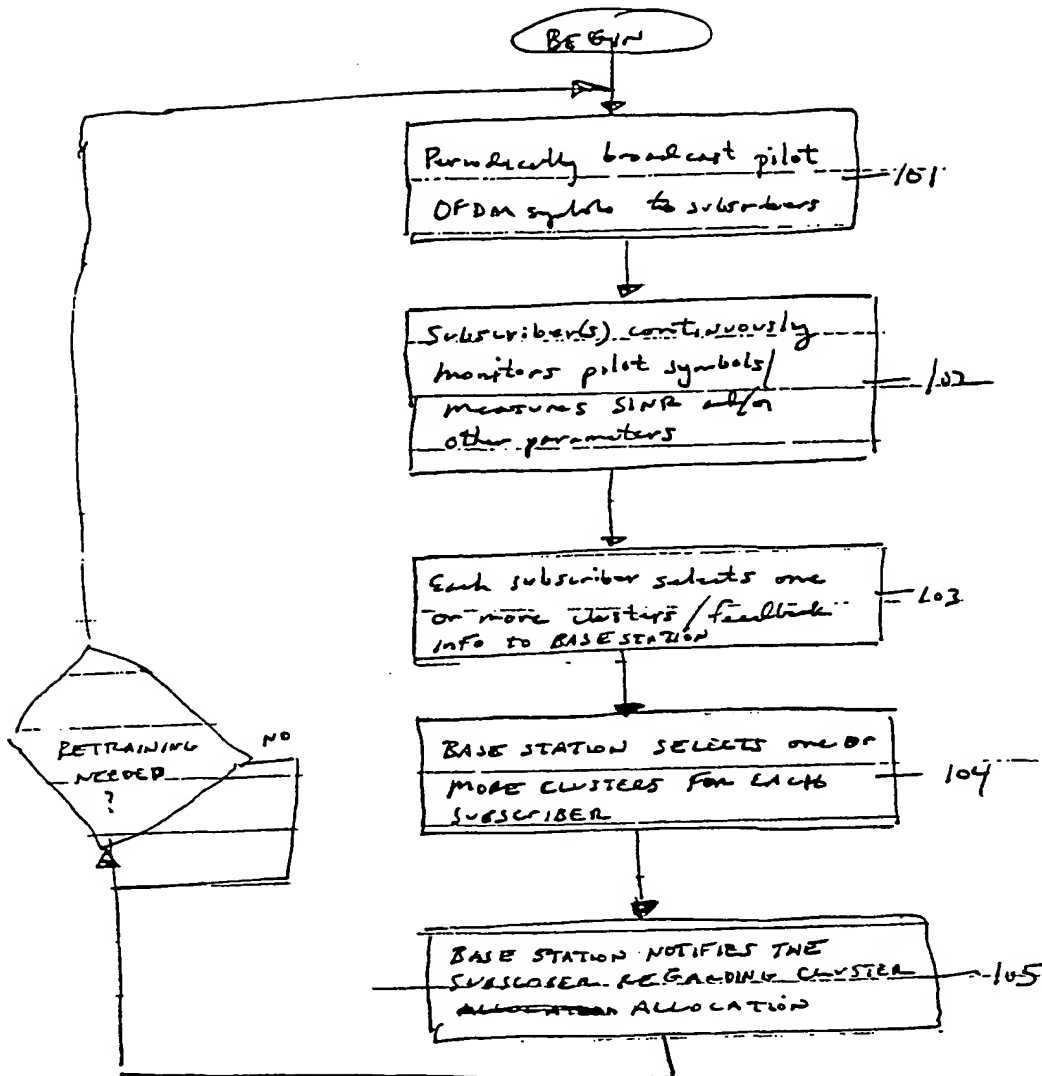 BEGIN
Periodically broadcast pilot
OFDM symbols to subscribers
101
Subscriber(s) continuously
monitors pilot symbols/
measures SINR and/or
other parameters
102
Each subscriber selects one
or more clusters/feedback
info to BASE STATION
103
BASE STATION SELECTS one or
MORE CLUSTERS FOR EACH
SUBSCRIBER
104
BASE STATION NOTIFIES THE
SUBSCRIBER REGARDING CLUSTER
ALLOCATION
105
RETRAINING
NEEDED
?
NO